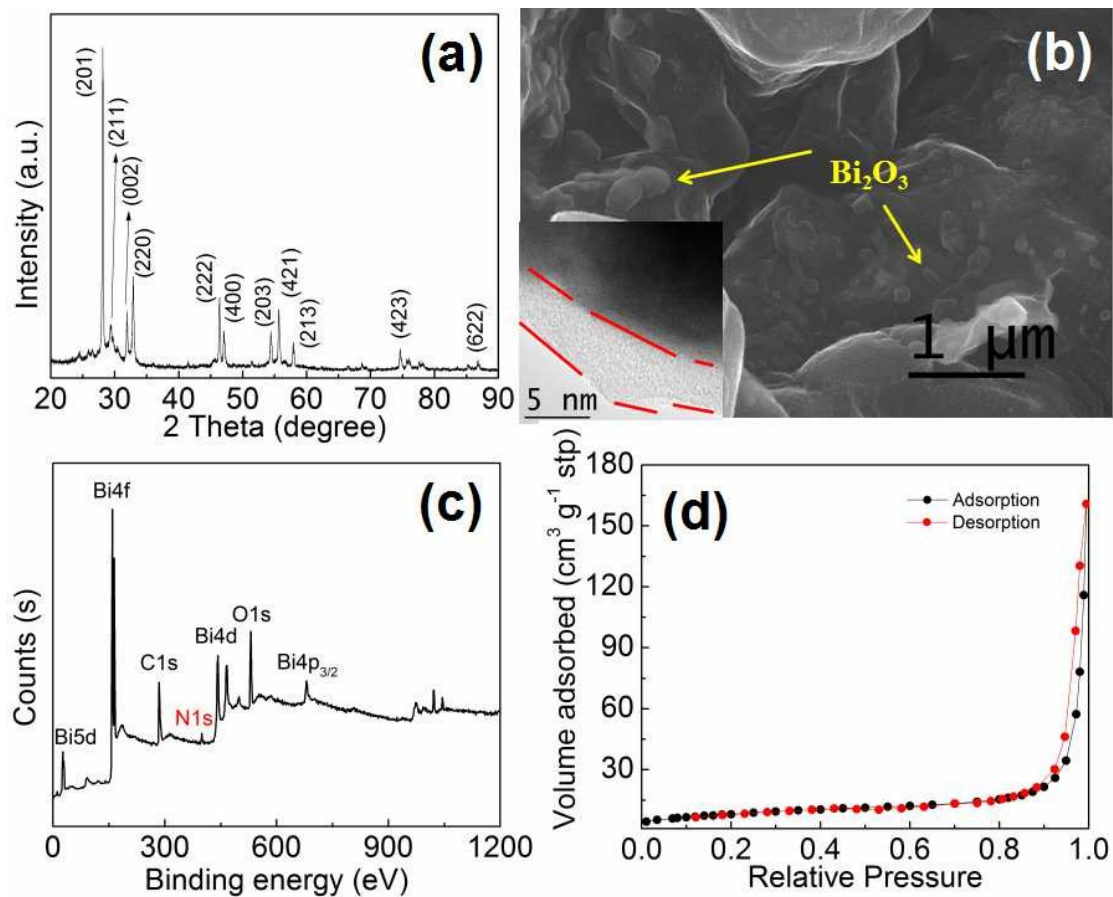 (a)
(201)
(211)
(002)
(220)
(222)
(400)
(203)
(421)
(213)
(423)
(622)
Intensity (a.u.)
20 30 40 50 60 70 80 90
2 Theta (degree)
(b)
Bi₂O₃
1 μm
5 nm
(c)
Bi4f
Bi5d
C1s
N1s
Bi4d
O1s
Bi4p₃/₂
Counts (s)
0 300 600 900 1200
Binding energy (eV)
(d)
Adsorption
Desorption
Volume adsorbed (cm³ g⁻¹ stp)
180
150
120
90
60
30
0.0 0.2 0.4 0.6 0.8 1.0
Relative Pressure